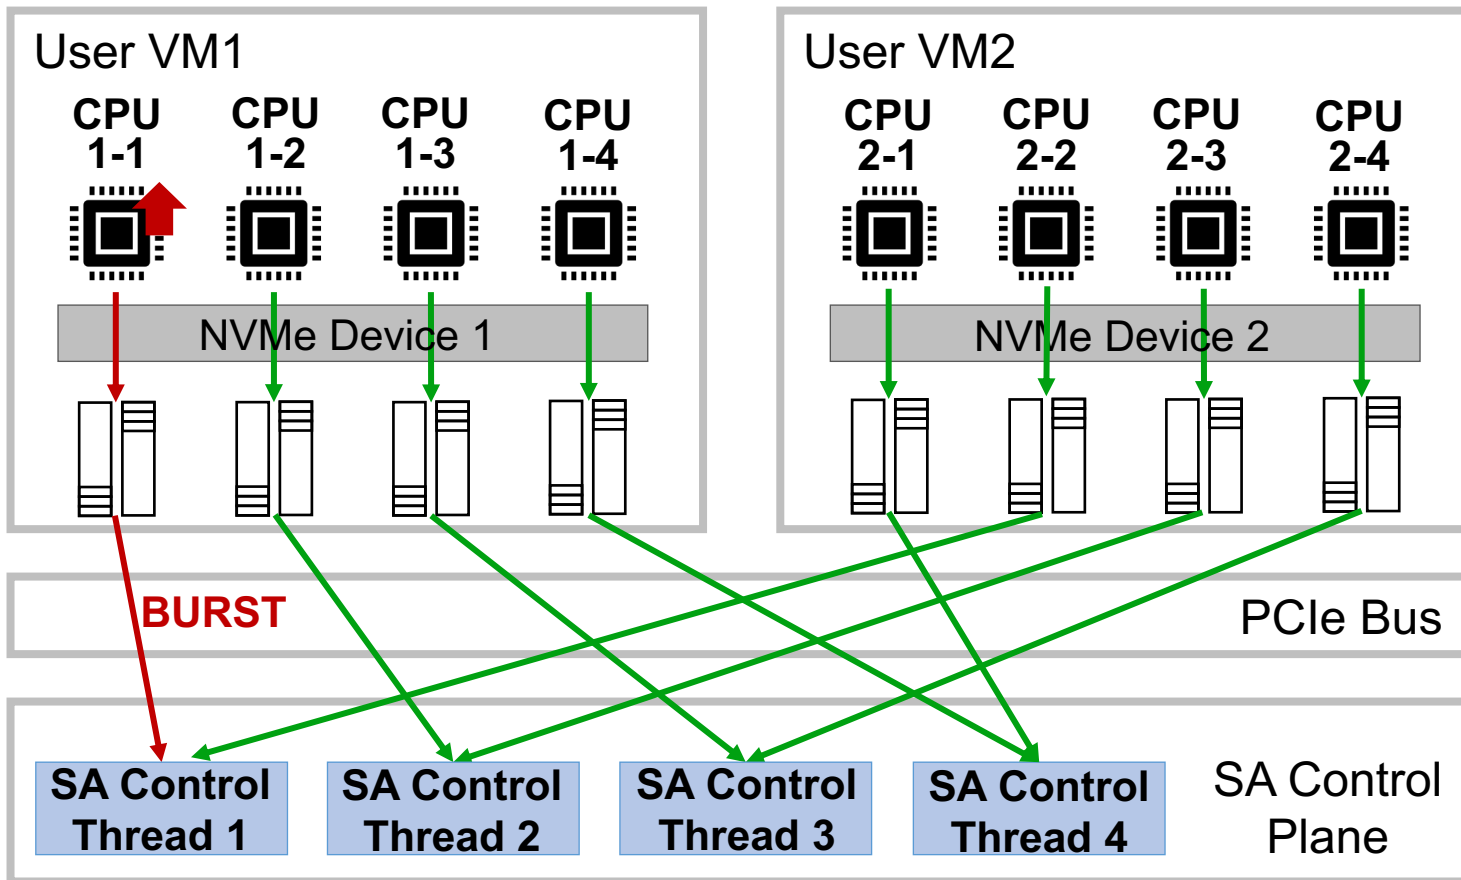 User VM1
CPU
1-1
CPU
1-2
CPU
1-3
CPU
1-4
NVMe Device 1
User VM2
CPU
2-1
CPU
2-2
CPU
2-3
CPU
2-4
NVMe Device 2
BURST
PCIe Bus
SA Control
Thread 1
SA Control
Thread 2
SA Control
Thread 3
SA Control
Thread 4
SA Control
Plane